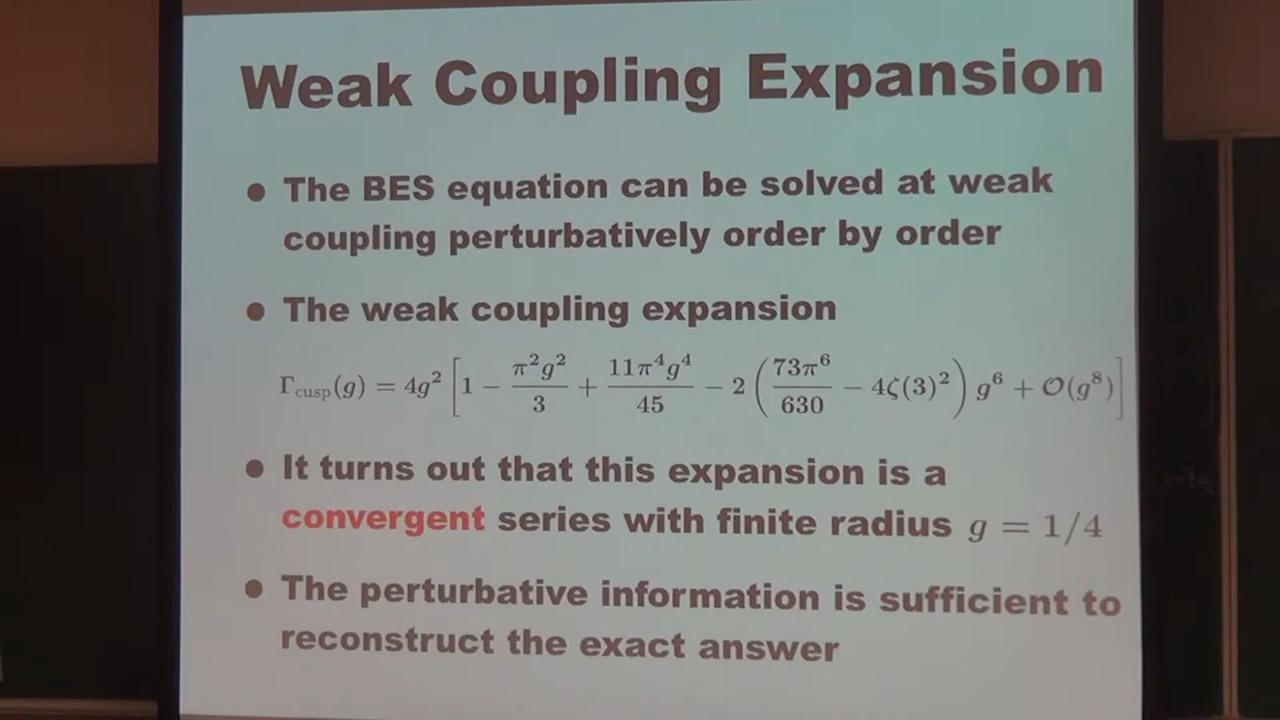 Weak Coupling Expansion
• The BES equation can be solved at weak
coupling perturbatively order by order
• The weak coupling expansion
Γ_cusp(g) = 4g² [1 − π²g²/3 + 11π⁴g⁴/45 − 2 (73π⁶/630 − 4ζ(3)²) g⁶ + 𝒪(g⁸)]
• It turns out that this expansion is a
convergent series with finite radius g = 1/4
• The perturbative information is sufficient to
reconstruct the exact answer